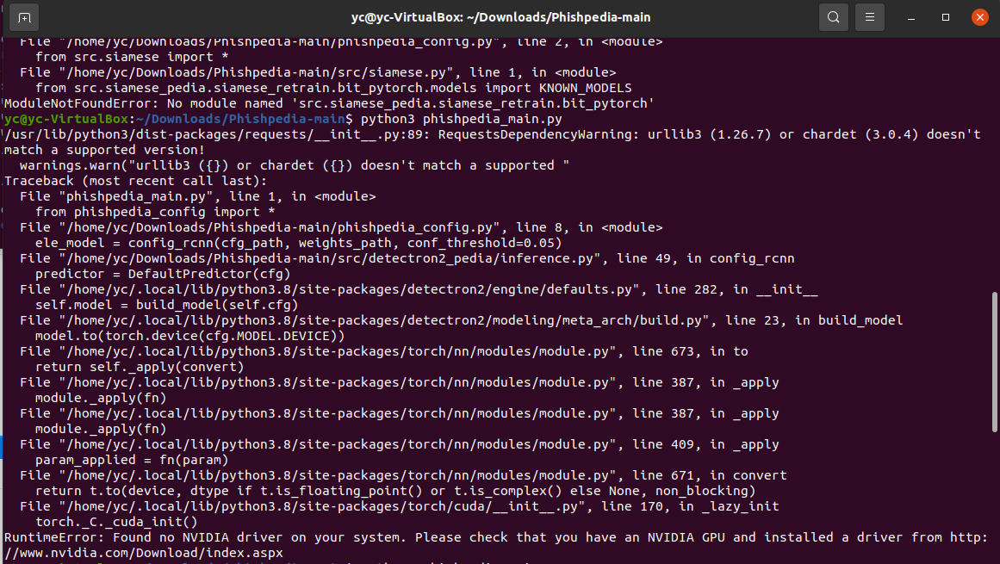 yc@yc-VirtualBox: ~/Downloads/Phishpedia-main
File "/home/yc/Downloads/Phishpedia-main/phishpedia_config.py", line 2, in <module>
from src.siamese import *
File "/home/yc/Downloads/Phishpedia-main/src/siamese.py", line 1, in <module>
from src.siamese_pedia.siamese_retrain.bit_pytorch.models import KNOWN_MODELS
ModuleNotFoundError: No module named 'src.siamese_pedia.siamese_retrain.bit_pytorch'
yc@yc-VirtualBox:~/Downloads/Phishpedia-main$ python3 phishpedia_main.py
/usr/lib/python3/dist-packages/requests/__init__.py:89: RequestsDependencyWarning: urllib3 (1.26.7) or chardet (3.0.4) doesn't
match a supported version!
warnings.warn("urllib3 ({}) or chardet ({}) doesn't match a supported "
Traceback (most recent call last):
File "phishpedia_main.py", line 1, in <module>
from phishpedia_config import *
File "/home/yc/Downloads/Phishpedia-main/phishpedia_config.py", line 8, in <module>
ele_model = config_rcnn(cfg_path, weights_path, conf_threshold=0.05)
File "/home/yc/Downloads/Phishpedia-main/src/detectron2_pedia/inference.py", line 49, in config_rcnn
predictor = DefaultPredictor(cfg)
File "/home/yc/.local/lib/python3.8/site-packages/detectron2/engine/defaults.py", line 282, in __init__
self.model = build_model(self.cfg)
File "/home/yc/.local/lib/python3.8/site-packages/detectron2/modeling/meta_arch/build.py", line 23, in build_model
model.to(torch.device(cfg.MODEL.DEVICE))
File "/home/yc/.local/lib/python3.8/site-packages/torch/nn/modules/module.py", line 673, in to
return self._apply(convert)
File "/home/yc/.local/lib/python3.8/site-packages/torch/nn/modules/module.py", line 387, in _apply
module._apply(fn)
File "/home/yc/.local/lib/python3.8/site-packages/torch/nn/modules/module.py", line 387, in _apply
module._apply(fn)
File "/home/yc/.local/lib/python3.8/site-packages/torch/nn/modules/module.py", line 409, in _apply
param_applied = fn(param)
File "/home/yc/.local/lib/python3.8/site-packages/torch/nn/modules/module.py", line 671, in convert
return t.to(device, dtype if t.is_floating_point() or t.is_complex() else None, non_blocking)
File "/home/yc/.local/lib/python3.8/site-packages/torch/cuda/__init__.py", line 170, in _lazy_init
torch._C._cuda_init()
RuntimeError: Found no NVIDIA driver on your system. Please check that you have an NVIDIA GPU and installed a driver from http:
//www.nvidia.com/Download/index.aspx